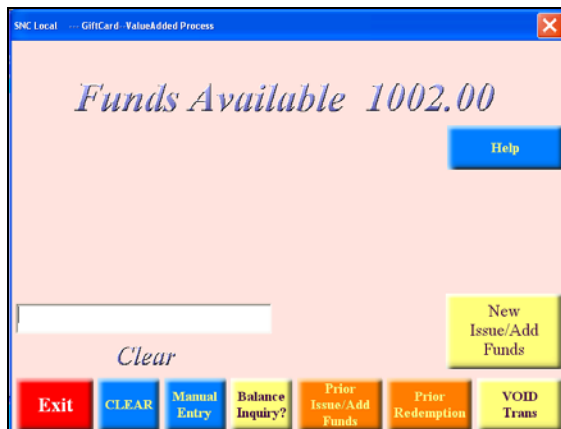 SNC Local --- GiftCard--ValueAdded Process
Funds Available 1002.00
Help
New
Issue/Add
Funds
Clear
Exit
CLEAR
Manual
Entry
Balance
Inquiry?
Prior
Issue/Add
Funds
Prior
Redemption
VOID
Trans